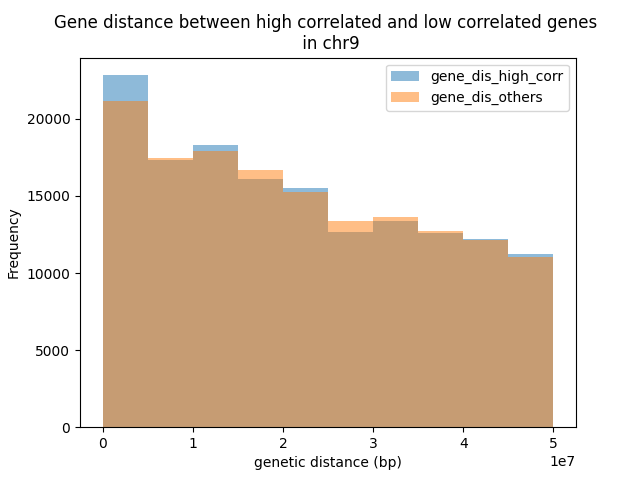 Gene distance between high correlated and low correlated genes
in chr9
gene_dis_high_corr
gene_dis_others
Frequency
20000
15000
10000
5000
0
0 1 2 3 4 5
1e7
genetic distance (bp)